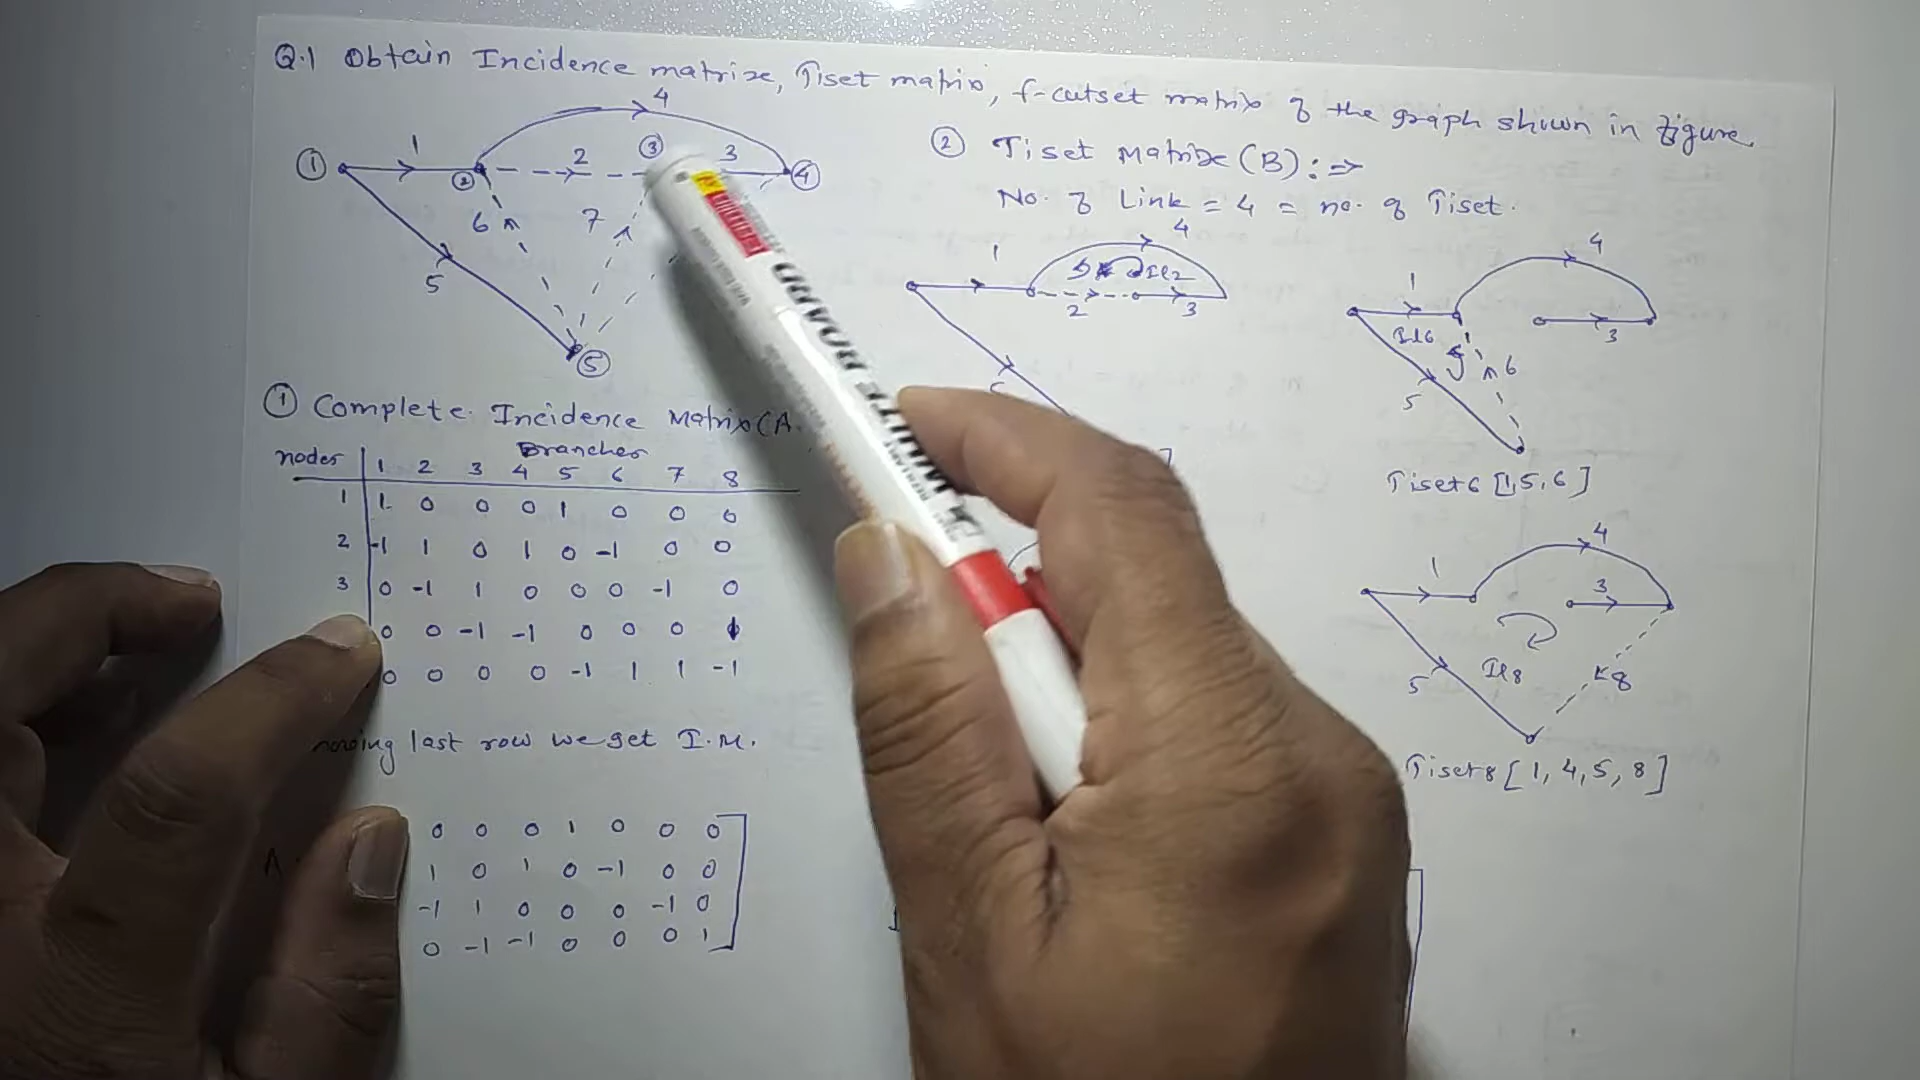 Q.1 Obtain Incidence matrix, Tiset matrix, f-cutset matrix of the graph shown in figure.
4
1 2 ③ 3
① ② ④
6 7
5
⑤
① Complete Incidence Matrix(A
Branches
nodes 1 2 3 4 5 6 7 8
1 1 0 0 0 1 0 0 0
2 -1 1 0 1 0 -1 0 0
3 0 -1 1 0 0 0 -1 0
0 0 -1 -1 0 0 0 1
0 0 0 0 -1 1 1 -1
last row we get I.M.
0 0 0 1 0 0 0
1 0 1 0 -1 0 0
-1 1 0 0 0 -1 0
0 -1 -1 0 0 0 1
② Tiset Matrix (B) :⇒
No. of Link = 4 = no. of Tiset.
4
1 Il2
2 3
4
1
Il6 3
6
5
Tiset6 [1,5,6]
4
1 3
Il8
5 8
Tiset8 [1, 4, 5, 8]
WHITE BOARD